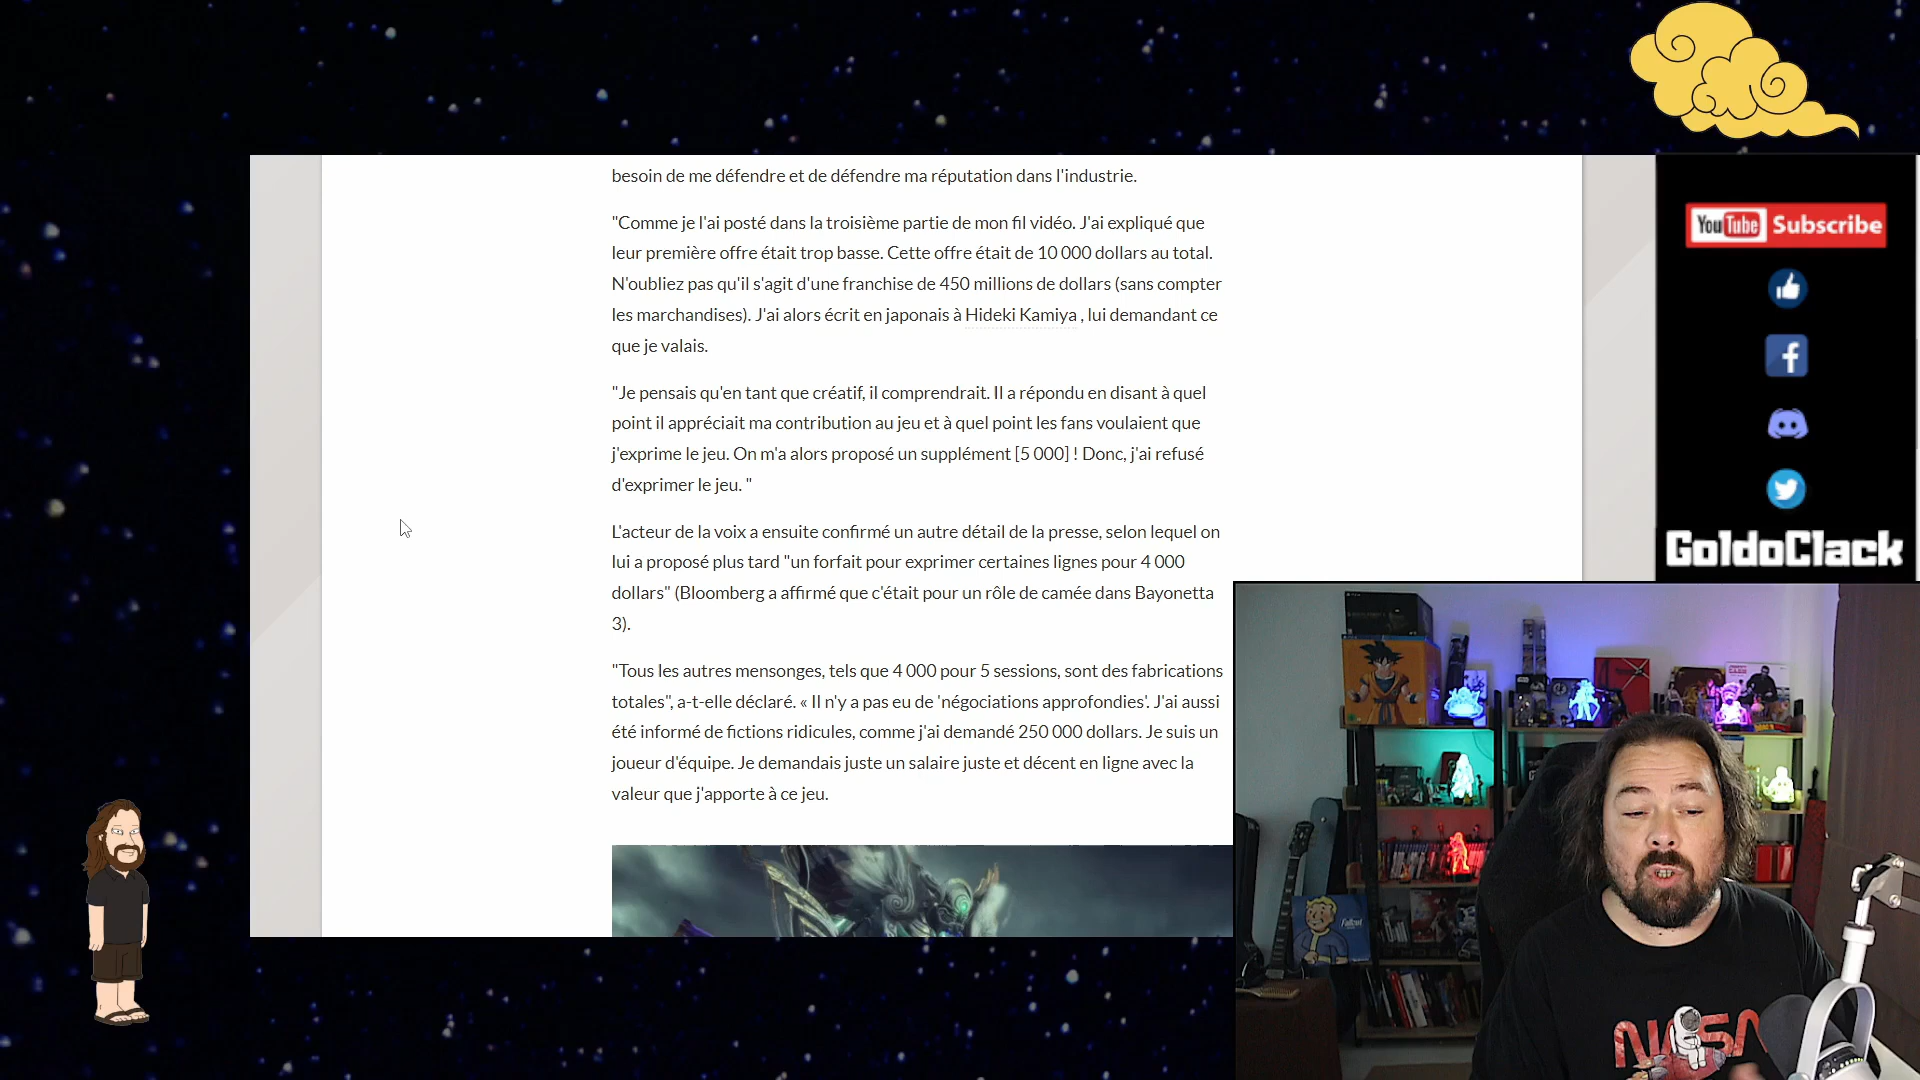 besoin de me défendre et de défendre ma réputation dans l'industrie.
"Comme je l'ai posté dans la troisième partie de mon fil vidéo. J'ai expliqué que
leur première offre était trop basse. Cette offre était de 10 000 dollars au total.
N'oubliez pas qu'il s'agit d'une franchise de 450 millions de dollars (sans compter
les marchandises). J'ai alors écrit en japonais à Hideki Kamiya , lui demandant ce
que je valais.
"Je pensais qu'en tant que créatif, il comprendrait. Il a répondu en disant à quel
point il appréciait ma contribution au jeu et à quel point les fans voulaient que
j'exprime le jeu. On m'a alors proposé un supplément [5 000] ! Donc, j'ai refusé
d'exprimer le jeu. "
L'acteur de la voix a ensuite confirmé un autre détail de la presse, selon lequel on
lui a proposé plus tard "un forfait pour exprimer certaines lignes pour 4 000
dollars" (Bloomberg a affirmé que c'était pour un rôle de camée dans Bayonetta
3).
"Tous les autres mensonges, tels que 4 000 pour 5 sessions, sont des fabrications
totales", a-t-elle déclaré. « Il n'y a pas eu de 'négociations approfondies'. J'ai aussi
été informé de fictions ridicules, comme j'ai demandé 250 000 dollars. Je suis un
joueur d'équipe. Je demandais juste un salaire juste et décent en ligne avec la
valeur que j'apporte à ce jeu.
YouTube Subscribe
GoldoClack
Fallout
NASA